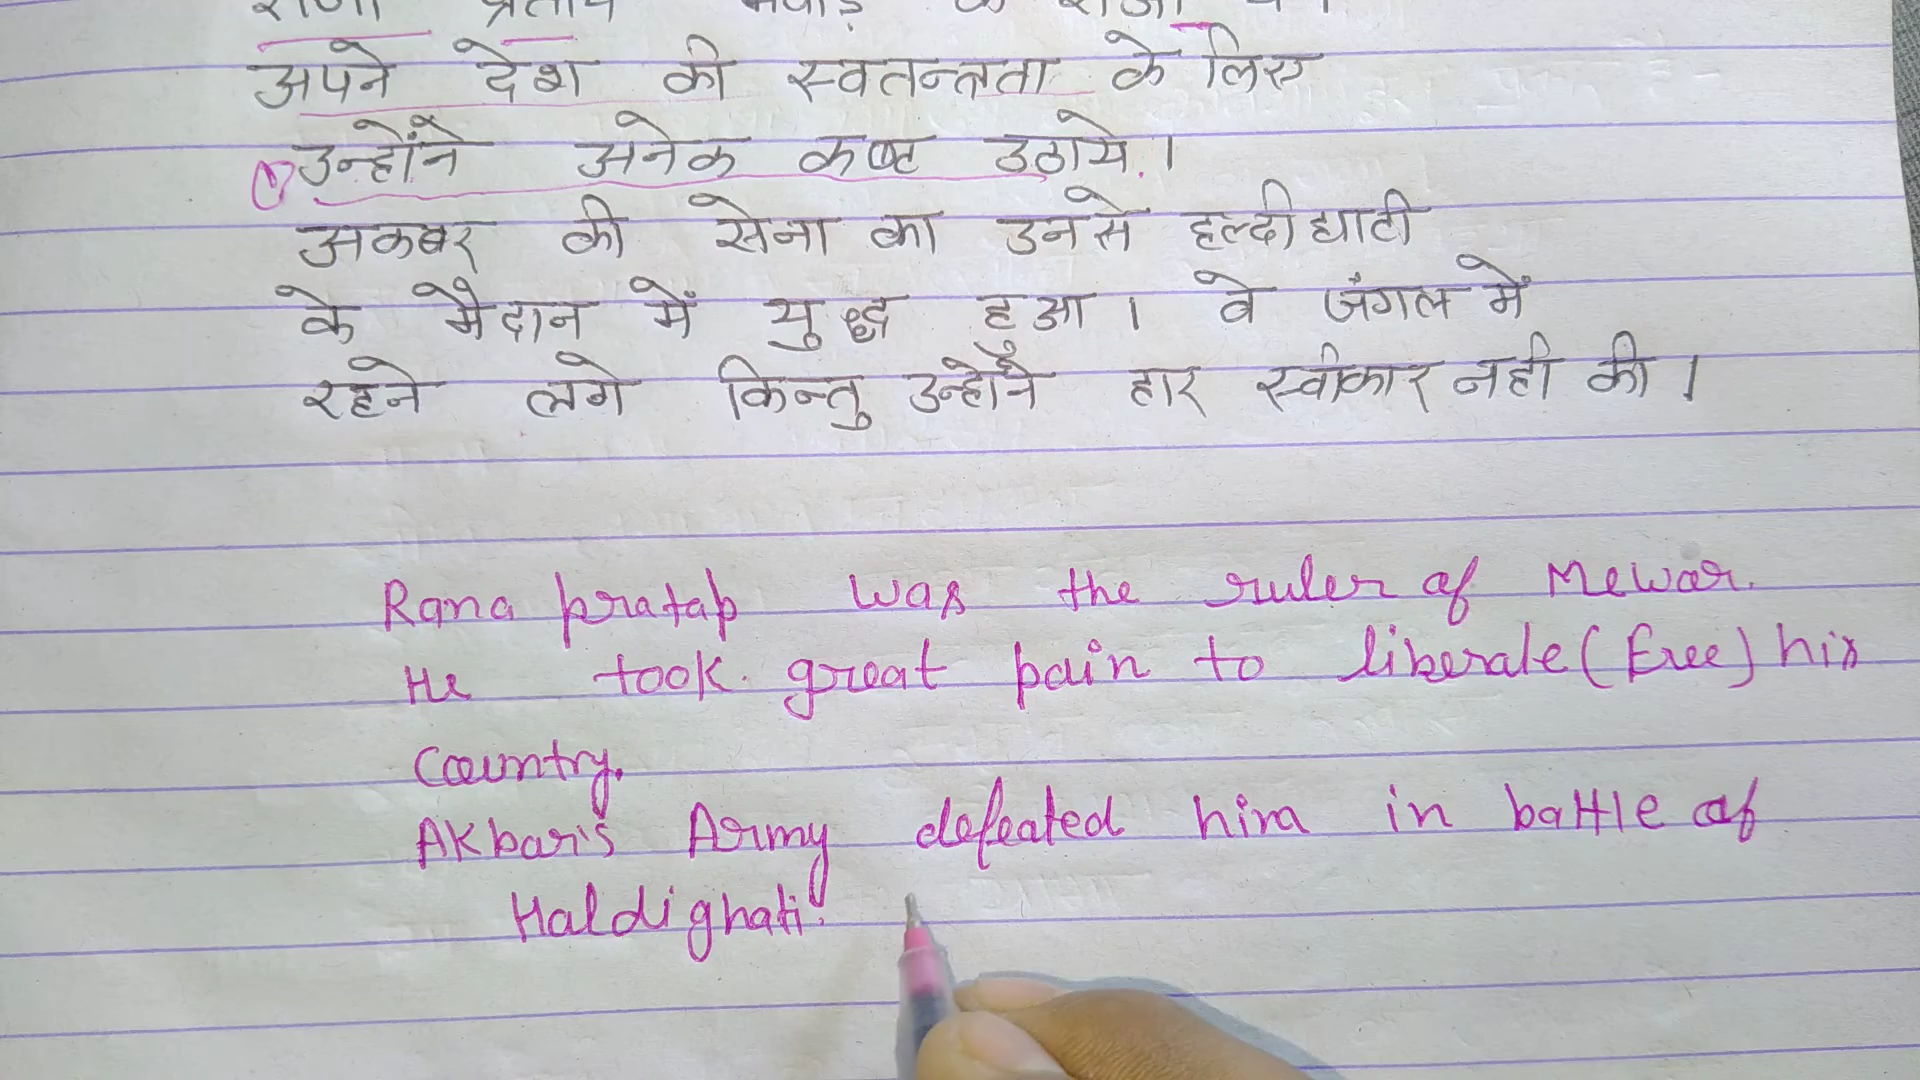 राणा प्रताप मेवाड़ के राजा थे।
अपने देश की स्वतन्त्रता के लिए
उन्होंने अनेक कष्ट उठाये।
अकबर की सेना का उनसे हल्दीघाटी
के मैदान में युद्ध हुआ। वे जंगल में
रहने लगे किन्तु उन्होंने हार स्वीकार नही की।
Rana pratap was the ruler of Mewar.
He took great pain to liberate (Free) his
Country.
Akbar's Army defeated him in battle of
Haldighati.